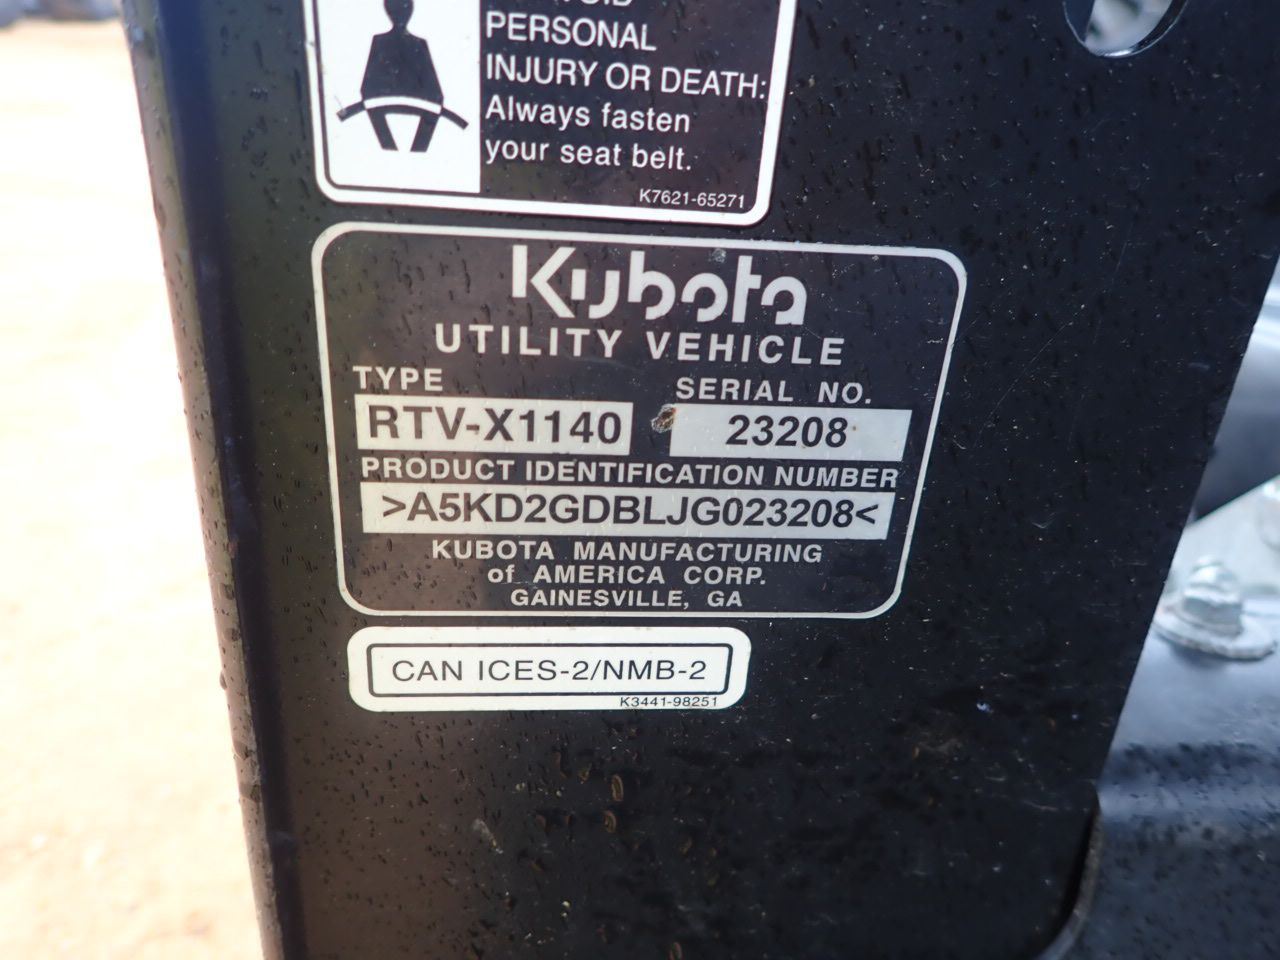 PERSONAL
INJURY OR DEATH:
Always fasten
your seat belt.
K7621-65271
Kubota
UTILITY VEHICLE
TYPE SERIAL NO.
RTV-X1140 23208
PRODUCT IDENTIFICATION NUMBER
>A5KD2GDBLJG023208<
KUBOTA MANUFACTURING
of AMERICA CORP.
GAINESVILLE, GA
CAN ICES-2/NMB-2
K3441-98251